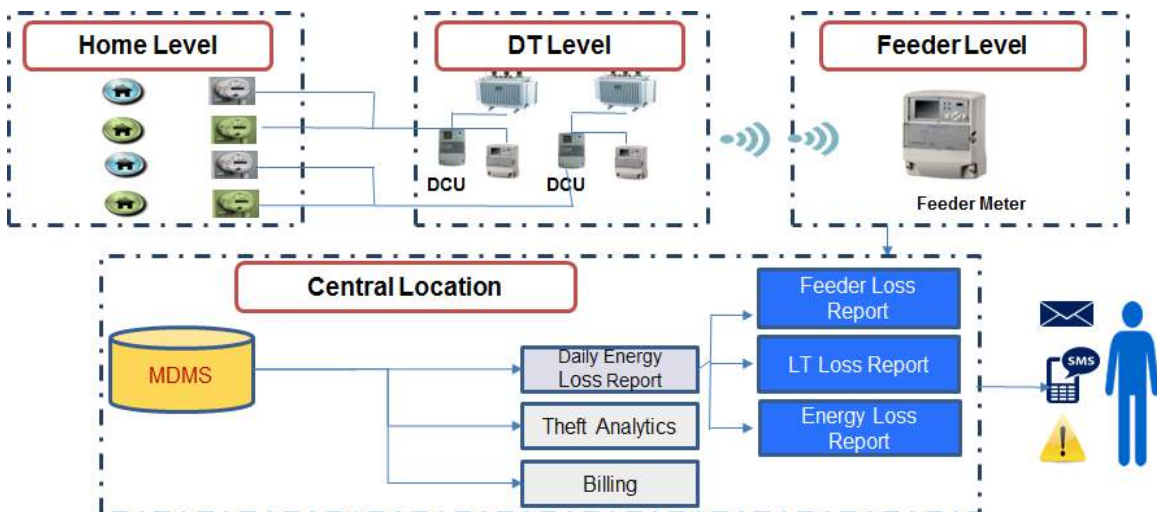 Home Level
DT Level
Feeder Level
DCU
DCU
Feeder Meter
Central Location
MDMS
Daily Energy
Loss Report
Theft Analytics
Billing
Feeder Loss
Report
LT Loss Report
Energy Loss
Report
SMS